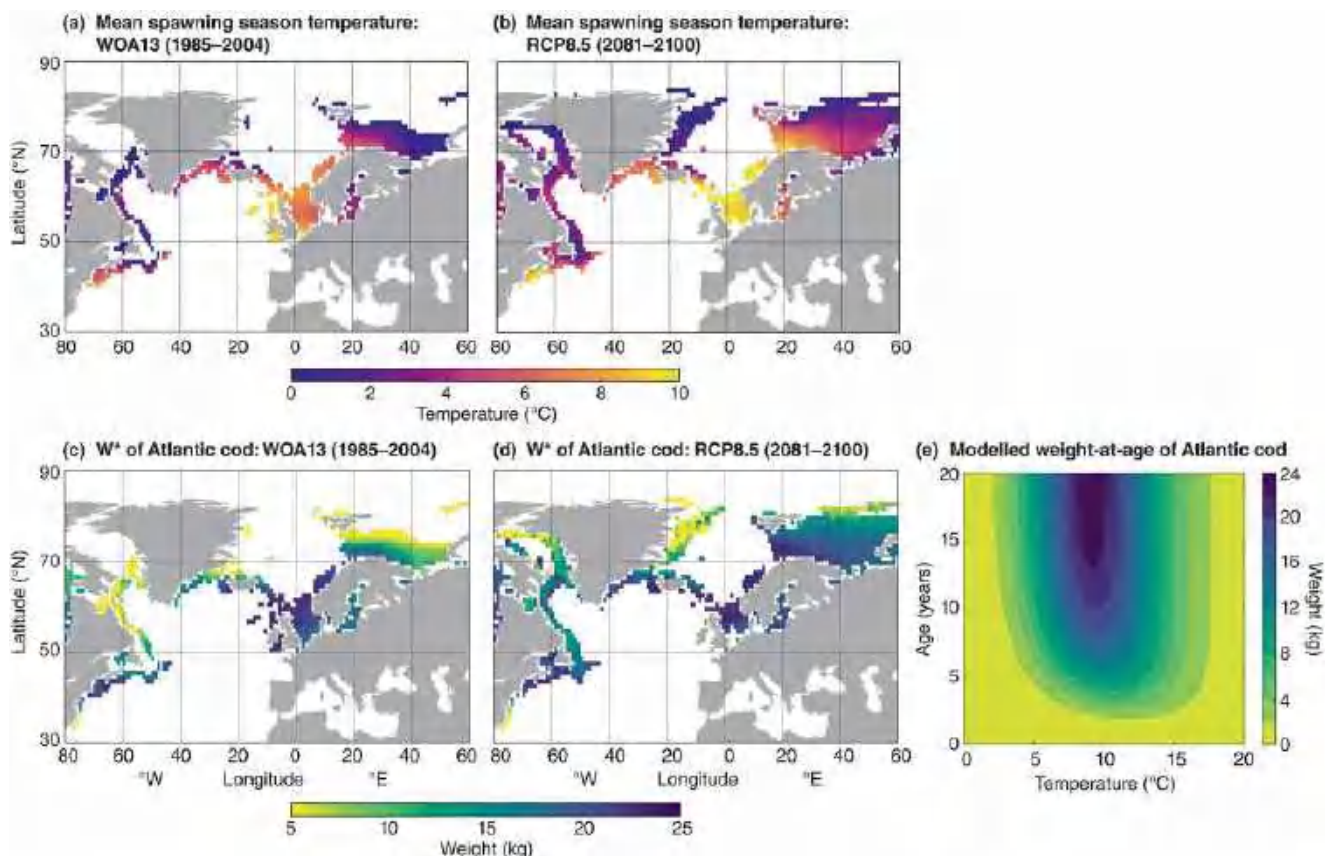 (a) Mean spawning season temperature:
WOA13 (1985–2004)
(b) Mean spawning season temperature:
RCP8.5 (2081–2100)
90
70
50
30
Latitude (°N)
80 60 40 20 0 20 40 60
80 60 40 20 0 20 40 60
0 2 4 6 8 10
Temperature (°C)
(c) W* of Atlantic cod: WOA13 (1985–2004)
(d) W* of Atlantic cod: RCP8.5 (2081–2100)
(e) Modelled weight-at-age of Atlantic cod
90
70
50
30
Latitude (°N)
80 60 40 20 0 20 40 60
°W Longitude °E
80 60 40 20 0 20 40 60
°W Longitude °E
20
15
10
5
0
Age (years)
0 5 10 15 20
Temperature (°C)
24
20
16
12
8
4
0
Weight (kg)
5 10 15 20 25
Weight (kg)